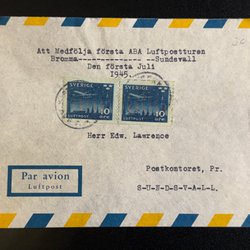 Att Medfölja första ABA Luftpostturen
Bromma---------------Sundsvall
Den första Juli
1945.
SVERIGE SVERIGE
10 10
LUFTPOST ÖRE LUFTPOST ÖRE
Herr Edw. Lawrence
Postkontoret, Pr.
S-U-N-D-S-V-A-L-L.
Par avion
Luftpost